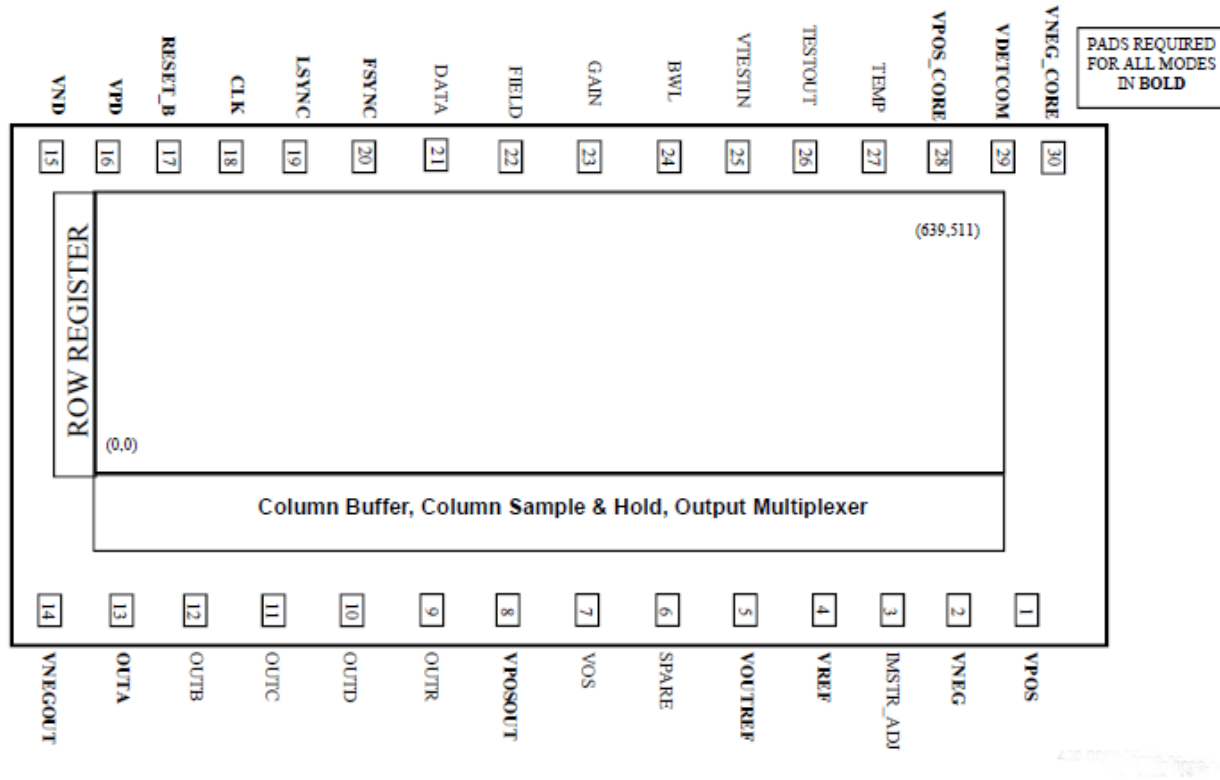 VND
VPD
RESET_B
CLK
LSYNC
FSYNC
DATA
FIELD
GAIN
BWL
VTESTIN
TESTOUT
TEMP
VPOS_CORE
VDETCOM
VNEG_CORE
PADS REQUIRED
FOR ALL MODES
IN BOLD
15
16
17
18
19
20
21
22
23
24
25
26
27
28
29
30
ROW REGISTER
(639,511)
(0,0)
Column Buffer, Column Sample & Hold, Output Multiplexer
14
13
12
11
10
9
8
7
6
5
4
3
2
1
VNEGOUT
OUTA
OUTB
OUTC
OUTD
OUTR
VPOSOUT
VOS
SPARE
VOUTREF
VREF
IMSTR_ADJ
VNEG
VPOS